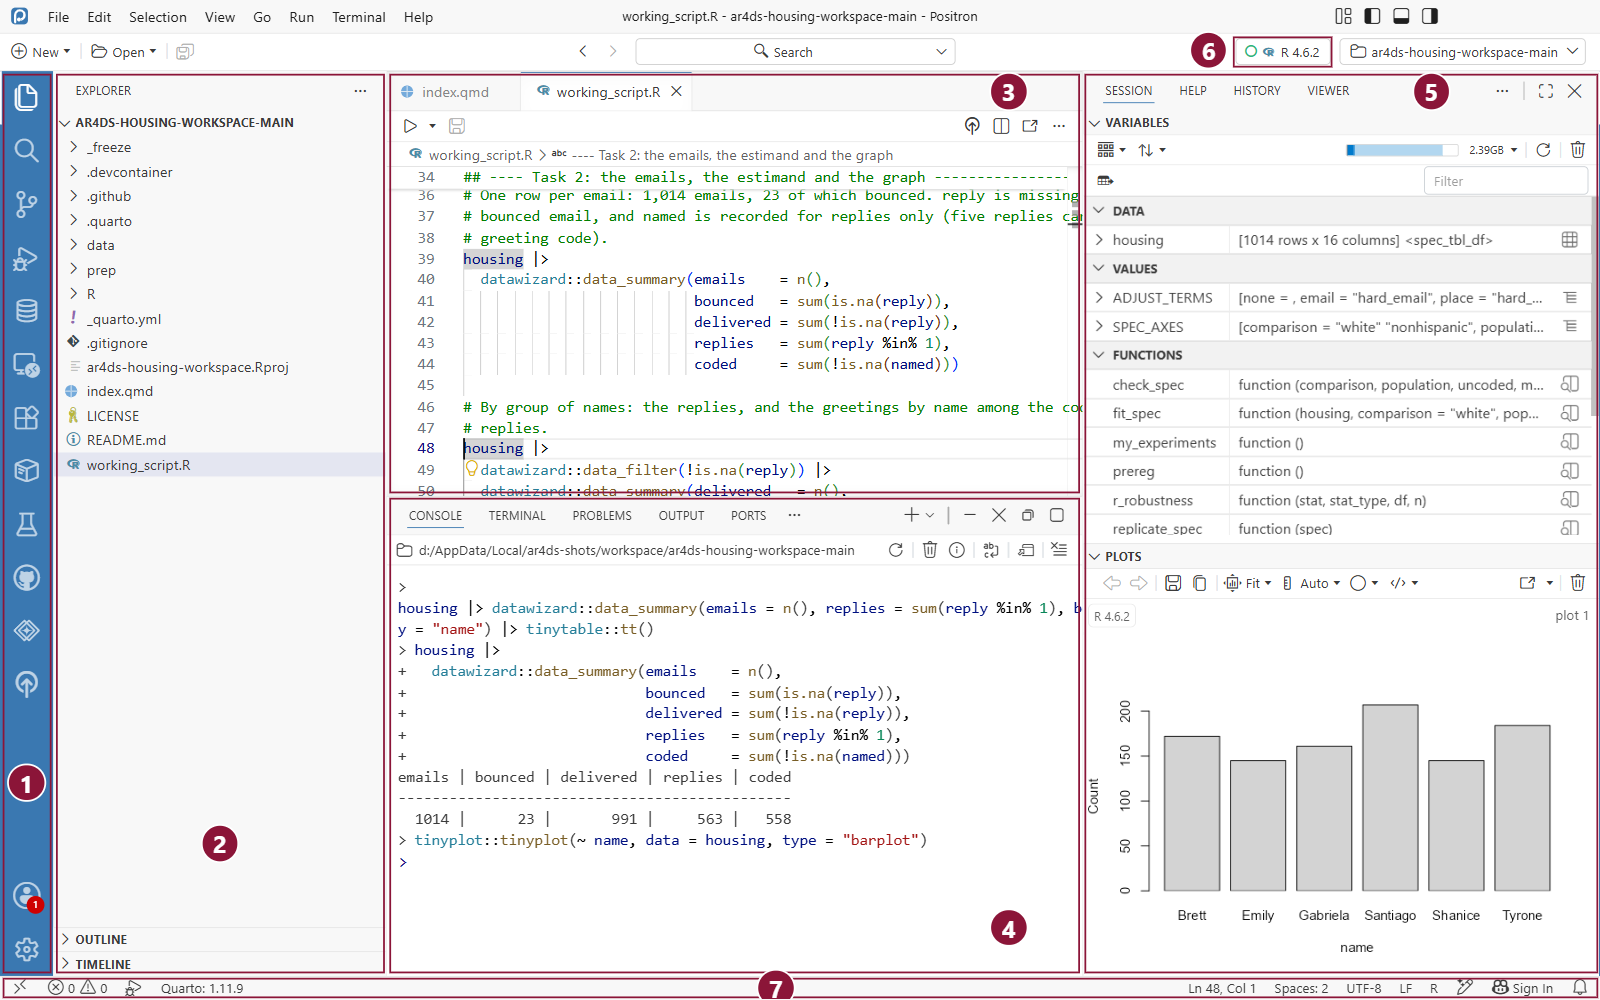 File Edit Selection View Go Run Terminal Help
working_script.R - ar4ds-housing-workspace-main - Positron
New Open
Search
6
R 4.6.2
ar4ds-housing-workspace-main
1
1
EXPLORER
AR4DS-HOUSING-WORKSPACE-MAIN
_freeze
.devcontainer
.github
.quarto
data
prep
R
_quarto.yml
.gitignore
ar4ds-housing-workspace.Rproj
index.qmd
LICENSE
README.md
working_script.R
2
OUTLINE
TIMELINE
index.qmd
working_script.R
3
working_script.R > abc ---- Task 2: the emails, the estimand and the graph
34 ## ---- Task 2: the emails, the estimand and the graph ----------------
36 # One row per email: 1,014 emails, 23 of which bounced. reply is missing
37 # bounced email, and named is recorded for replies only (five replies ca
38 # greeting code).
39 housing |>
40 datawizard::data_summary(emails = n(),
41 bounced = sum(is.na(reply)),
42 delivered = sum(!is.na(reply)),
43 replies = sum(reply %in% 1),
44 coded = sum(!is.na(named)))
45
46 # By group of names: the replies, and the greetings by name among the co
47 # replies.
48 housing |>
49 datawizard::data_filter(!is.na(reply)) |>
50 datawizard::data_summary(delivered = n(),
CONSOLE TERMINAL PROBLEMS OUTPUT PORTS
d:/AppData/Local/ar4ds-shots/workspace/ar4ds-housing-workspace-main
>
housing |> datawizard::data_summary(emails = n(), replies = sum(reply %in% 1), b
y = "name") |> tinytable::tt()
> housing |>
+ datawizard::data_summary(emails = n(),
+ bounced = sum(is.na(reply)),
+ delivered = sum(!is.na(reply)),
+ replies = sum(reply %in% 1),
+ coded = sum(!is.na(named)))
emails | bounced | delivered | replies | coded
----------------------------------------------
1014 | 23 | 991 | 563 | 558
> tinyplot::tinyplot(~ name, data = housing, type = "barplot")
>
4
SESSION HELP HISTORY VIEWER
5
VARIABLES
2.39GB
Filter
DATA
housing [1014 rows x 16 columns] <spec_tbl_df>
VALUES
ADJUST_TERMS [none = , email = "hard_email", place = "hard_...
SPEC_AXES [comparison = "white" "nonhispanic", populati...
FUNCTIONS
check_spec function (comparison, population, uncoded, m...
fit_spec function (housing, comparison = "white", pop...
my_experiments function ()
prereg function ()
r_robustness function (stat, stat_type, df, n)
replicate_spec function (spec)
PLOTS
Fit Auto
R 4.6.2
plot 1
Count
200
150
100
50
0
Brett Emily Gabriela Santiago Shanice Tyrone
name
0 0 Quarto: 1.11.9
7
Ln 48, Col 1 Spaces: 2 UTF-8 LF R Sign In